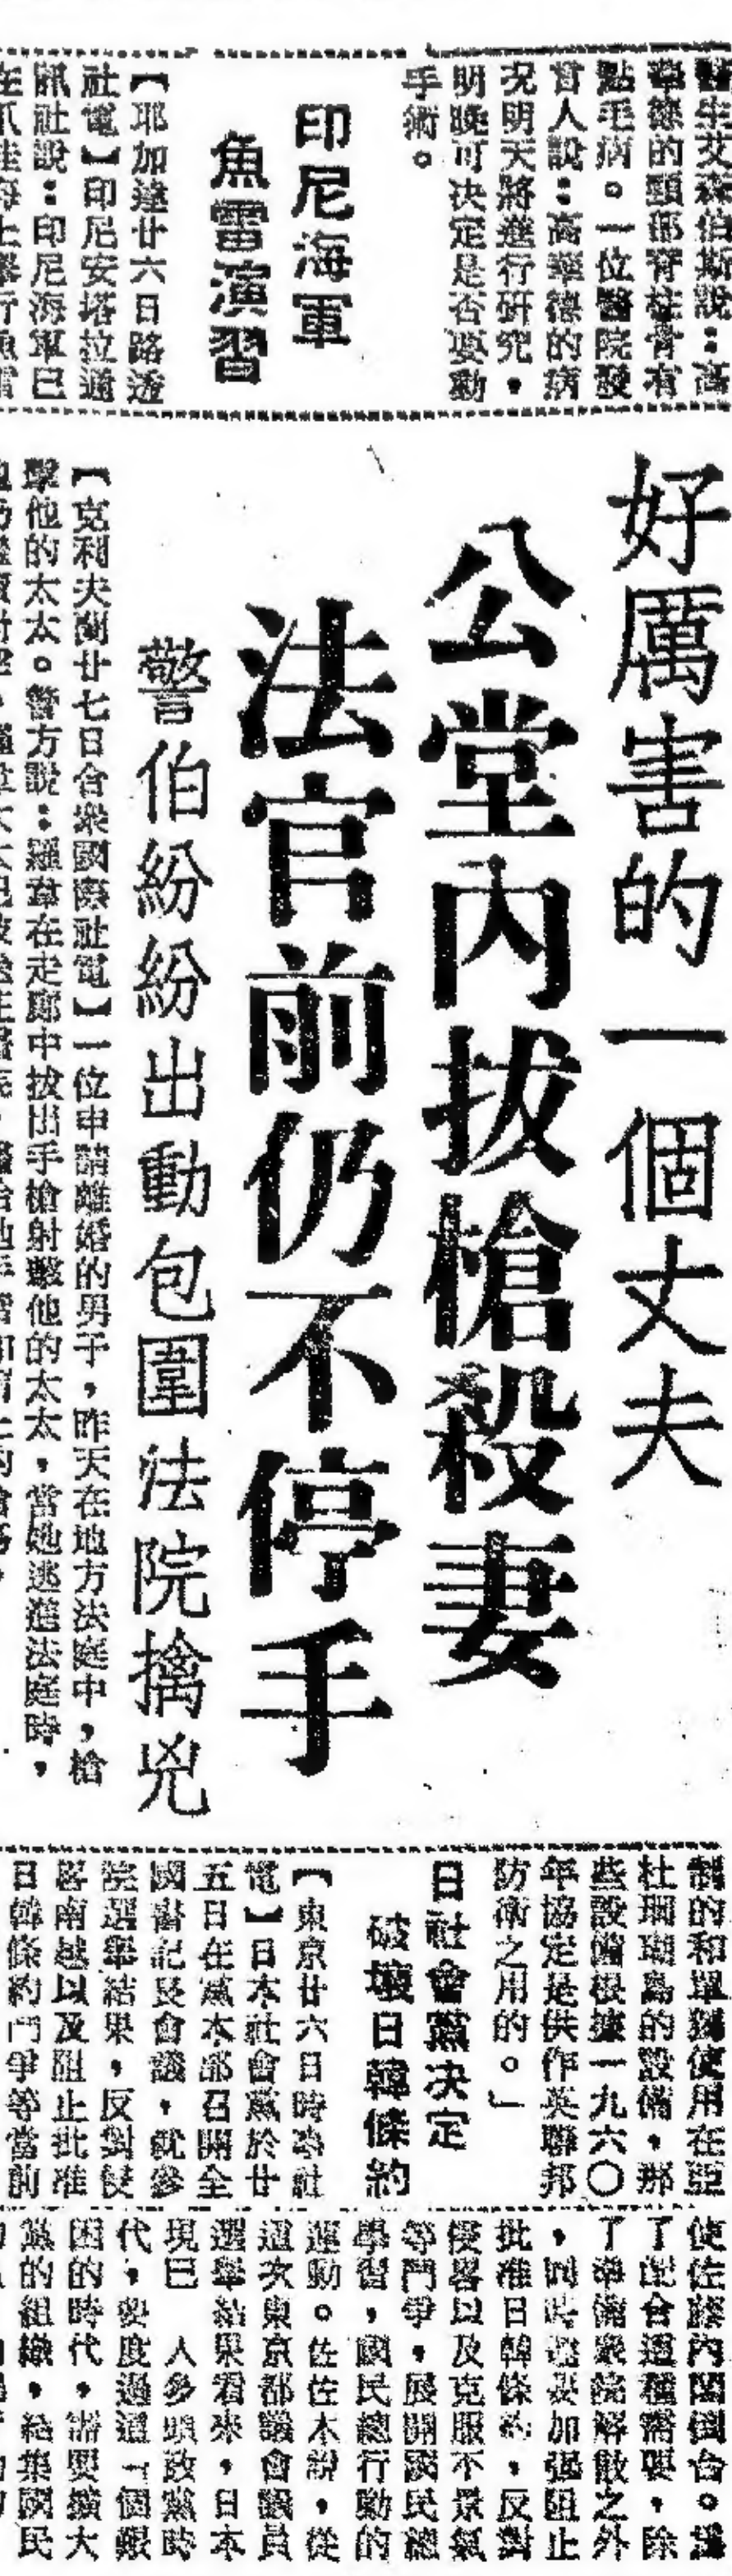 醫生艾森伯斯說：高
華德的頸部脊柱骨有
點毛病。一位醫院發
言人說：高華德的病
況明天將進行研究，
明晚可決定是否要動
手術。
印尼海軍
魚雷演習
【耶加達廿六日路透
社電】印尼安塔拉通
訊社說：印尼海軍已
在爪哇海上舉行魚雷
好厲害的一個丈夫
公堂內拔槍殺妻
法官前仍不停手
警伯紛紛出動包圍法院擒兇
【克利夫蘭廿七日合衆國際社電】一位申請離婚的男子，昨天在地方法庭中，槍
擊他的太太。警方說：羅韋在走廊中拔出手槍射擊他的太太，當她逃進法庭時，
制的和單獨使用在亞
杜珊瑚島的設備，那
些設備根據一九六〇
年協定是供作英聯邦
防衛之用的。」
日社會黨决定
破壞日韓條約
【東京廿六日時事社
電】日本社會黨於廿
五日在黨本部召開全
國書記長會議，就參
院選舉結果，反對侵
畧南越以及阻止批准
日韓條約鬥爭等當前
使佐藤內閣倒台。爲
了配合這種需要，除
了準備衆院解散之外
，同時還要加强阻止
批准日韓條約，反對
侵畧以及克服不景氣
等鬥爭，展開國民總
學習，國民總行動的
運動。佐佐木說，從
這次東京都議會議員
選舉結果看來，日本
現已 人多頭政黨時
代，要度過這一個艱
困的時代，需要擴大
黨的組織，結集國民